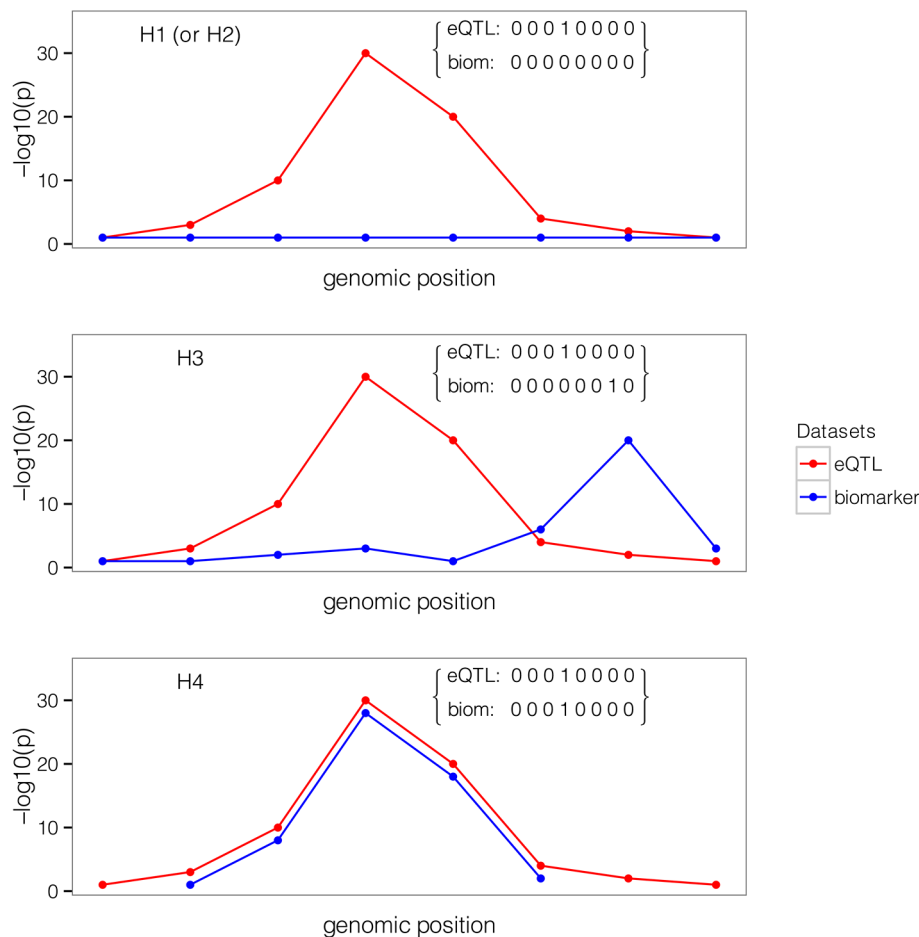 H1 (or H2)
eQTL: 0 0 0 1 0 0 0 0
biom: 0 0 0 0 0 0 0 0
30
20
10
0
−log10(p)
genomic position
H3
eQTL: 0 0 0 1 0 0 0 0
biom: 0 0 0 0 0 0 1 0
30
20
10
0
−log10(p)
genomic position
Datasets
eQTL
biomarker
H4
eQTL: 0 0 0 1 0 0 0 0
biom: 0 0 0 1 0 0 0 0
30
20
10
0
−log10(p)
genomic position